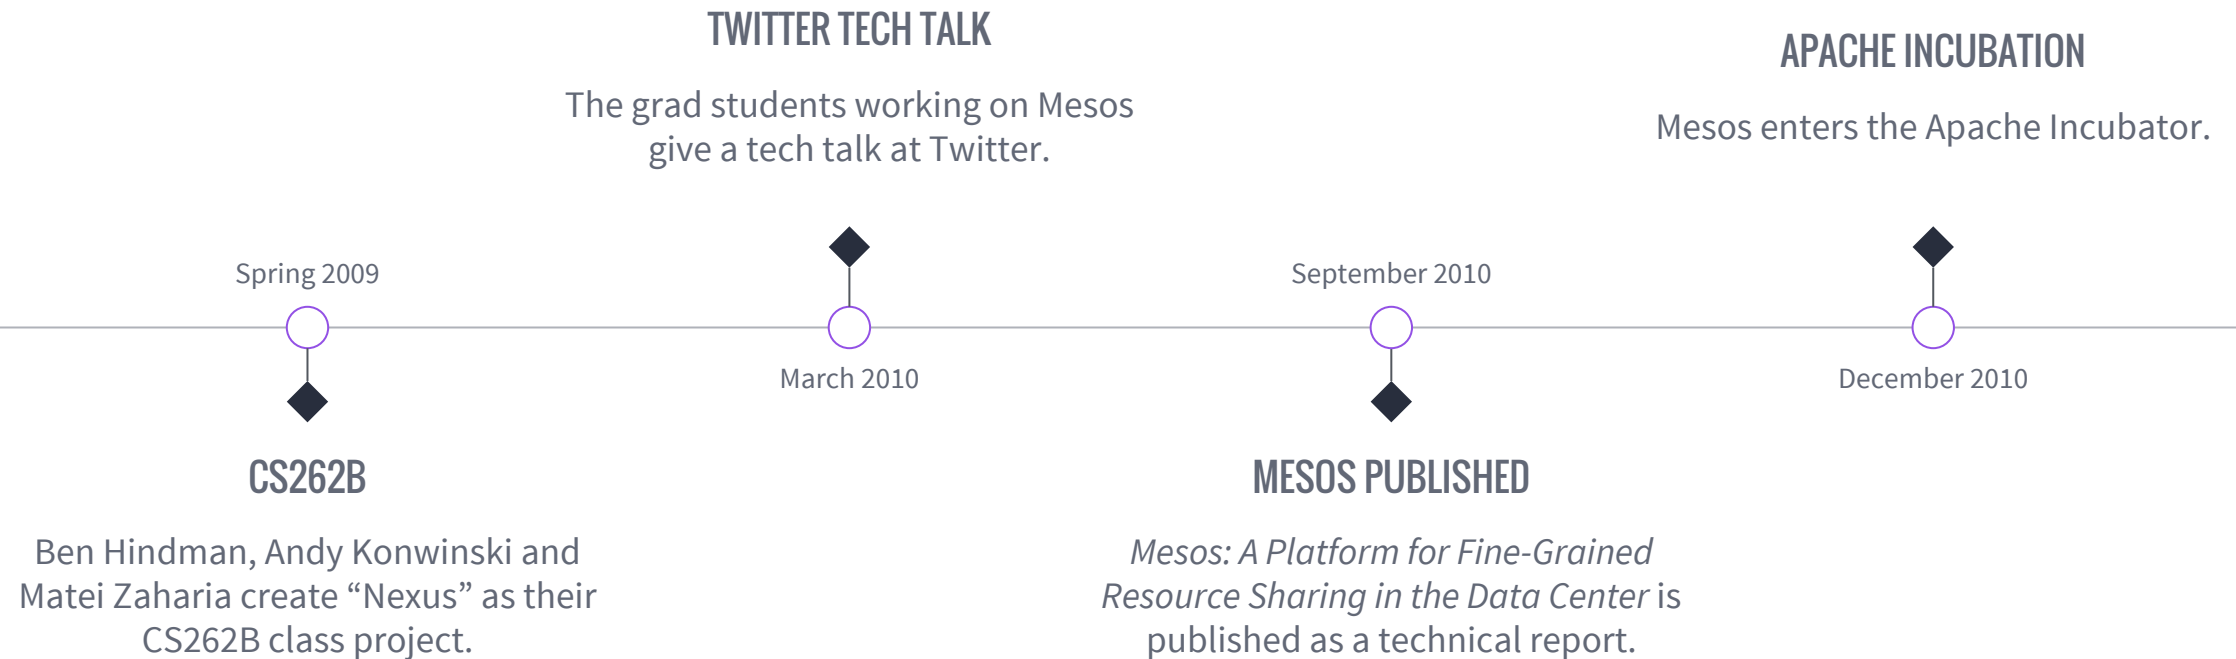 Spring 2009
CS262B
Ben Hindman, Andy Konwinski and
Matei Zaharia create “Nexus” as their
CS262B class project.
TWITTER TECH TALK
The grad students working on Mesos
give a tech talk at Twitter.
March 2010
September 2010
MESOS PUBLISHED
Mesos: A Platform for Fine-Grained
Resource Sharing in the Data Center is
published as a technical report.
APACHE INCUBATION
Mesos enters the Apache Incubator.
December 2010